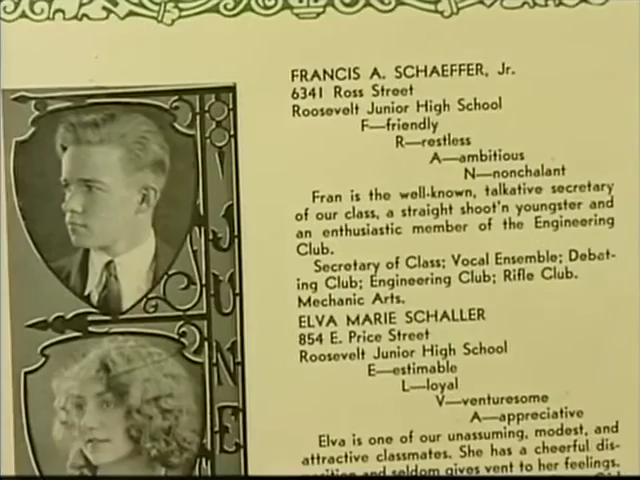 FRANCIS A. SCHAEFFER, Jr.
6341 Ross Street
Roosevelt Junior High School
F—friendly
R—restless
A—ambitious
N—nonchalant
Fran is the well-known, talkative secretary
of our class, a straight shoot'n youngster and
an enthusiastic member of the Engineering
Club.
Secretary of Class; Vocal Ensemble; Debat-
ing Club; Engineering Club; Rifle Club.
Mechanic Arts.
ELVA MARIE SCHALLER
854 E. Price Street
Roosevelt Junior High School
E—estimable
L—loyal
V—venturesome
A—appreciative
Elva is one of our unassuming, modest, and
attractive classmates. She has a cheerful dis-
position and seldom gives vent to her feelings.
JUNE